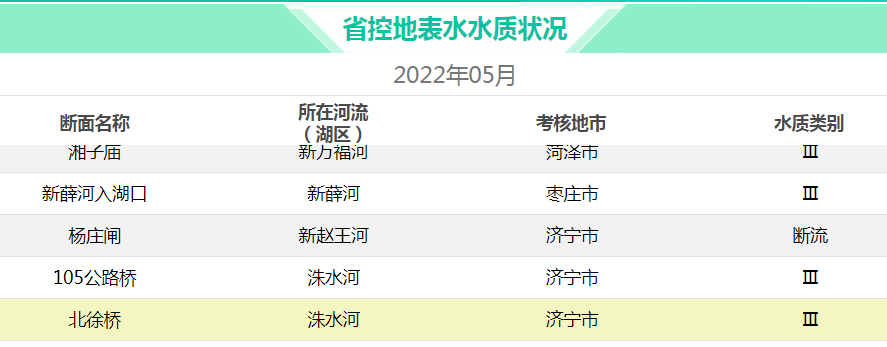 省控地表水水质状况
2022年05月
断面名称 所在河流（湖区） 考核地市 水质类别
湘子庙 新万福河 菏泽市 Ⅲ
新薛河入湖口 新薛河 枣庄市 Ⅲ
杨庄闸 新赵王河 济宁市 断流
105公路桥 洙水河 济宁市 Ⅲ
北徐桥 洙水河 济宁市 Ⅲ